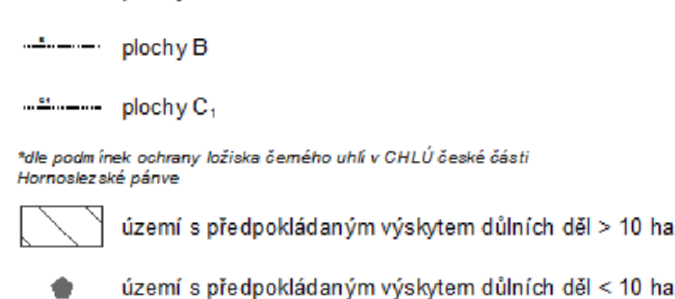 plochy B
plochy C₁
*dle podmínek ochrany ložiska černého uhlí v CHLÚ české části
Hornoslezské pánve
území s předpokládaným výskytem důlních děl > 10 ha
území s předpokládaným výskytem důlních děl < 10 ha